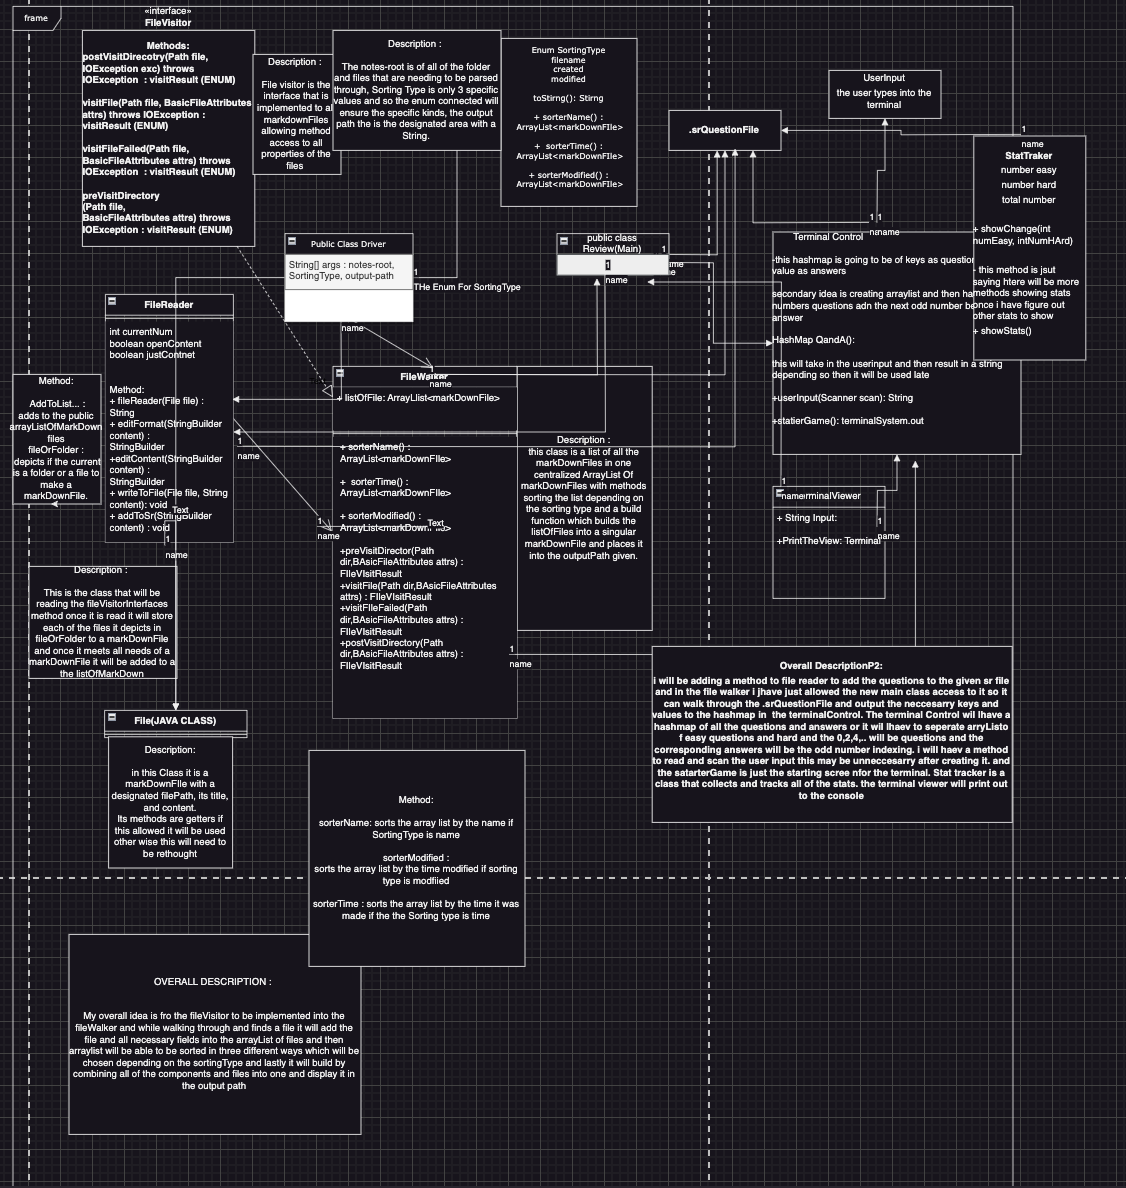 frame
«interface»
FileVisitor
Methods:
postVisitDirecotry(Path file,
IOException exc) throws
IOException : visitResult (ENUM)
visitFile(Path file, BasicFileAttributes
attrs) throws IOException :
visitResult (ENUM)
visitFileFailed(Path file,
BasicFileAttributes attrs) throws
IOException : visitResult (ENUM)
preVisitDirectory
(Path file,
BasicFileAttributes attrs) throws
IOException : visitResult (ENUM)
Description :
File visitor is the
interface that is
implemented to al
markdownFiles
allowing method
access to all
properties of the
files
Description :
The notes-root is of all of the folder
and files that are needing to be parsed
through, Sorting Type is only 3 specific
values and so the enum connected will
ensure the specific kinds, the output
path the is the designated area with a
String.
Enum SortingType
filename
created
modified
toStirng(): Stirng
+ sorterName() :
ArrayList<markDownFIle>
+ sorterTime() :
ArrayList<markDownFIle>
+ sorterModified() :
ArrayList<markDownFIle>
UserInput
the user types into the
terminal
.srQuestionFile
1
name
StatTraker
number easy
number hard
total number
+ showChange(int
numEasy, intNumHArd)
- this method is jsut
saying htere will be more
methods showing stats
once i have figure out
other stats to show
+ showStats()
1 1
name
Terminal Control
-this hashmap is going to be of keys as question
value as answers
secondary idea is creating arraylist and then ha
numbers questions adn the next odd number bo
answer
HashMap QandA():
this will take in the userinput and then result in a string
depending so then it will be used late
+userInput(Scanner scan): String
+statierGame(): terminalSystem.out
Public Class Driver
String[] args : notes-root,
SortingType, output-path
1
THe Enum For SortingType
name
public class
Review(Main)
1
1
name
name
FileReader
int currentNum
boolean openContent
boolean justContnet
Method:
+ fileReader(File file) :
String
+ editFormat(StringBuilder
content) :
StringBuilder
+editContent(StringBuilder
content) :
StringBuilder
+ writeToFile(File file, String
content): void
+ addToSr(StringBuilder
content) : void
Text
1
name
Method:
AddToList... :
adds to the public
arrayListOfMarkDown
files
fileOrFolder :
depicts if the current
is a folder or a file to
make a
markDownFile.
1
name
FileWalker
name
+ listOfFile: ArrayLlist<markDownFile>
+ sorterName() :
ArrayList<markDownFIle>
+ sorterTime() :
ArrayList<markDownFIle>
+ sorterModified() :
ArrayList<markDownFIle>
Text
1
name
+preVisitDirector(Path
dir,BAsicFileAttributes attrs) :
FIleVIsitResult
+visitFile(Path dir,BAsicFileAttributes
attrs) : FIleVIsitResult
+visitFIleFailed(Path
dir,BAsicFileAttributes attrs) :
FIleVIsitResult
+postVisitDirectory(Path
dir,BAsicFileAttributes attrs) :
FIleVIsitResult
1
name
Description :
this class is a list of all the
markDownFiles in one
centralized ArrayList Of
markDownFiles with methods
sorting the list depending on
the sorting type and a build
function which builds the
listOfFiles into a singular
markDownFile and places it
into the outputPath given.
1
name
+ String Input:
+PrintTheView: Terminal
1
name
Description :
This is the class that will be
reading the fileVisitorInterfaces
method once it is read it will store
each of the files it depicts in
fileOrFolder to a markDownFile
and once it meets all needs of a
markDownFile it will be added to a
the listOfMarkDown
File(JAVA CLASS)
Description:
in this Class it is a
markDownFIle with a
designated filePath, its title,
and content.
Its methods are getters if
this allowed it will be used
other wise this will need to
be rethought
Overall DescriptionP2:
i will be adding a method to file reader to add the questions to the given sr file
and in the file walker i jhave just allowed the new main class access to it so it
can walk through the .srQuestionFile and output the neccesarry keys and
values to the hashmap in the terminalControl. The terminal Control wil lhave a
hashmap of all the questions and answers or it wil lhaev to seperate arryListo
f easy questions and hard and the 0,2,4,.. will be questions and the
corresponding answers will be the odd number indexing. i will haev a method
to read and scan the user input this may be unneccesarry after creating it. and
the satarterGame is just the starting scree nfor the terminal. Stat tracker is a
class that collects and tracks all of the stats. the terminal viewer will print out
to the console
Method:
sorterName: sorts the array list by the name if
SortingType is name
sorterModified :
sorts the array list by the time modified if sorting
type is modfiied
sorterTime : sorts the array list by the time it was
made if the the Sorting type is time
OVERALL DESCRIPTION :
My overall idea is fro the fileVisitor to be implemented into the
fileWalker and while walking through and finds a file it will add the
file and all necessary fields into the arrayList of files and then
arraylist will be able to be sorted in three different ways which will be
chosen depending on the sortingType and lastly it will build by
combining all of the components and files into one and display it in
the output path